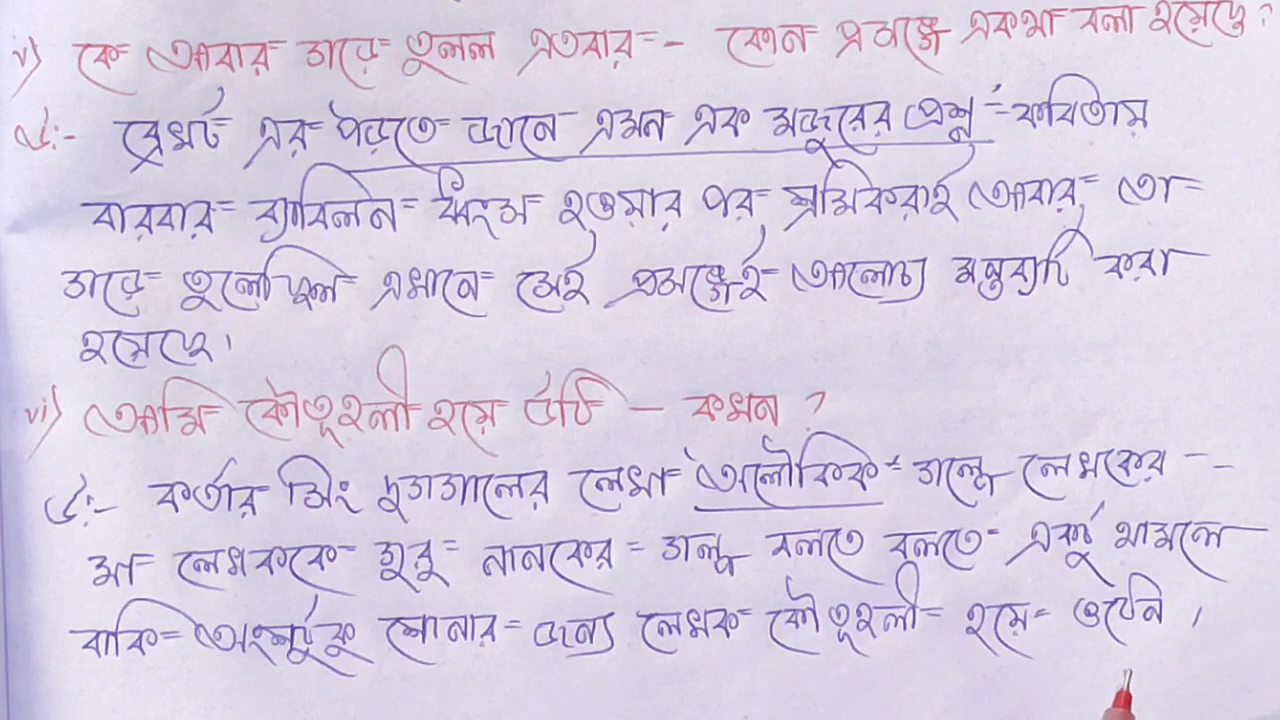 v) কে আবার গড়ে তুলল এতবার - কোন প্রসঙ্গে একথা বলা হয়েছে?
উঃ- ব্রেখট এর পড়তে জানে এমন এক মজুরের প্রশ্ন কবিতায়
বারবার ব্যাবিলন ধ্বংস হওয়ার পর শ্রমিকরাই আবার তা
গড়ে তুলেছিল এখানে সেই প্রসঙ্গেই আলোচ্য মন্তব্যটি করা
হয়েছে।
vi) আমি কৌতূহলী হয়ে উঠি - কখন?
উঃ- কর্তার সিং দুগ্গালের লেখা 'অলৌকিক' গল্পে লেখকের
মা লেখককে গুরু নানকের গল্প বলতে বলতে একটু থামলে
বাকি অংশটুকু শোনার জন্য লেখক কৌতূহলী হয়ে ওঠেন।